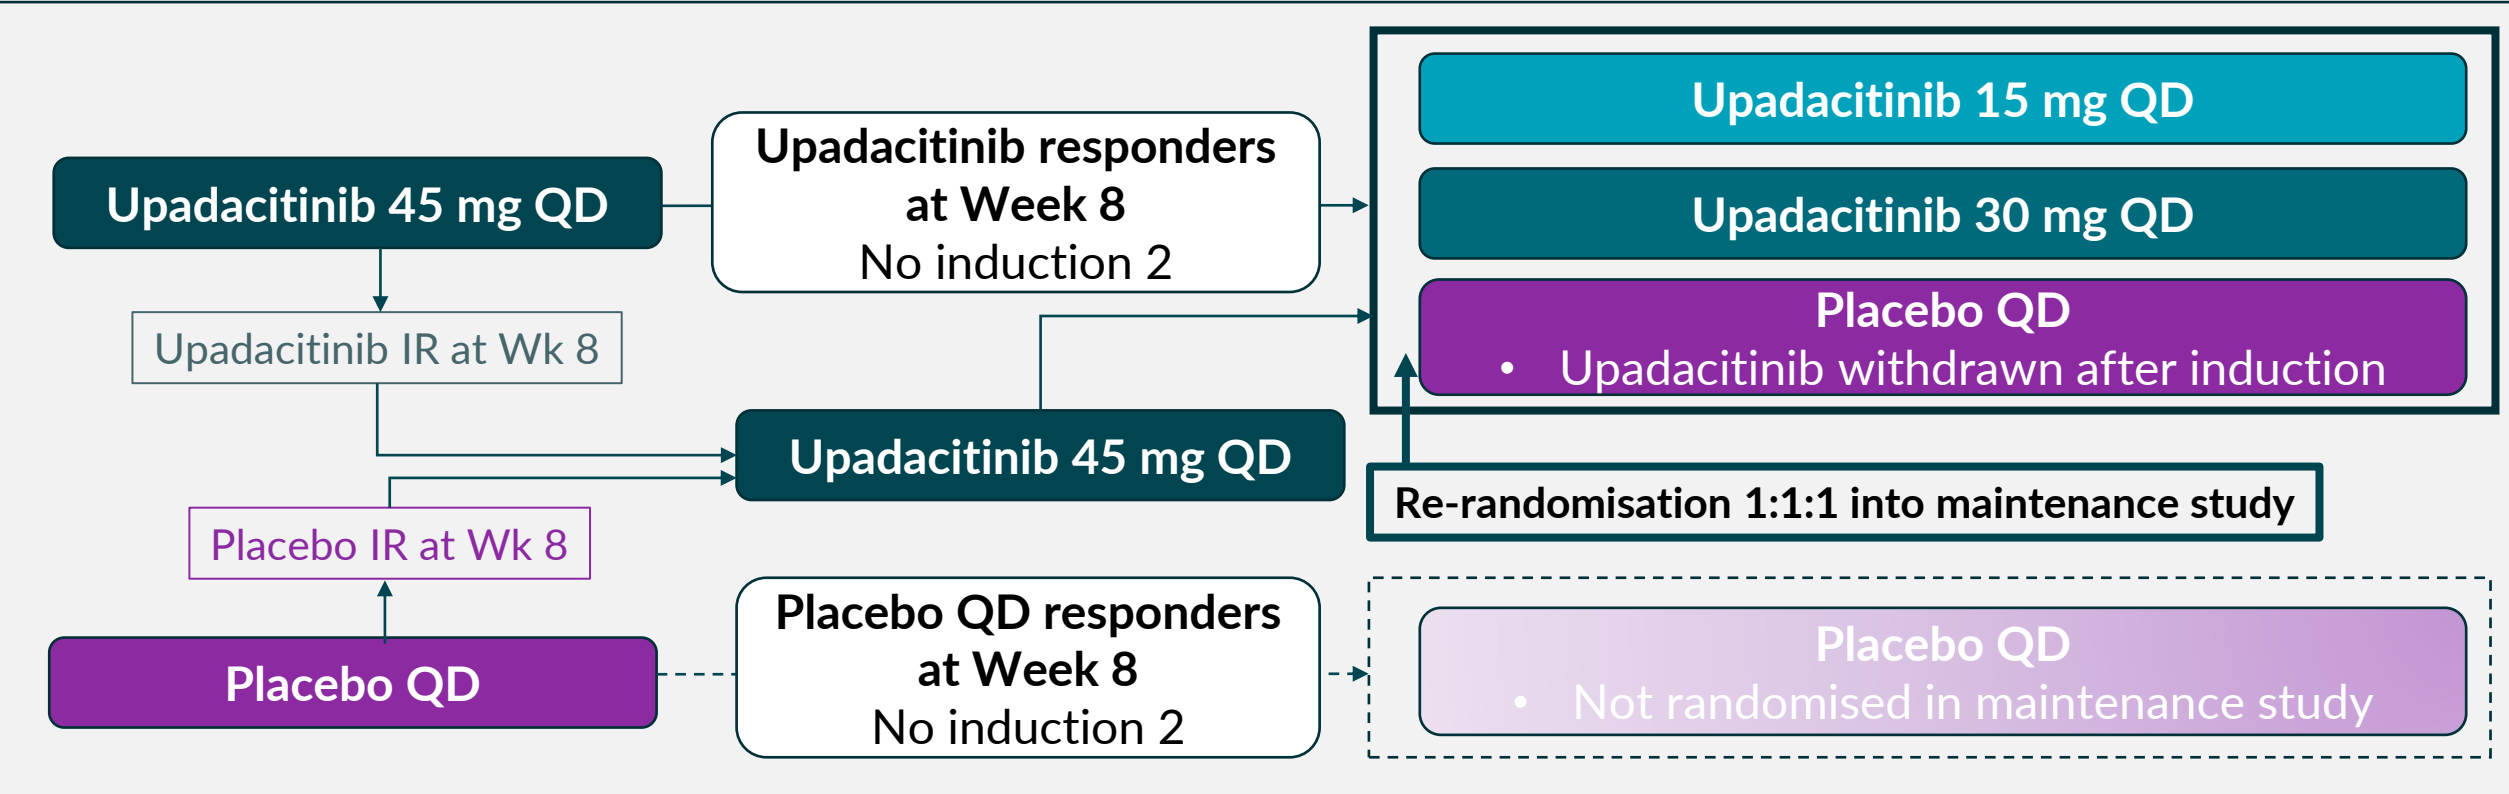 Upadacitinib 45 mg QD
Upadacitinib IR at Wk 8
Placebo IR at Wk 8
Placebo QD
Upadacitinib responders
at Week 8
No induction 2
Upadacitinib 45 mg QD
Placebo QD responders
at Week 8
No induction 2
Upadacitinib 15 mg QD
Upadacitinib 30 mg QD
Placebo QD
• Upadacitinib withdrawn after induction
Re-randomisation 1:1:1 into maintenance study
Placebo QD
• Not randomised in maintenance study